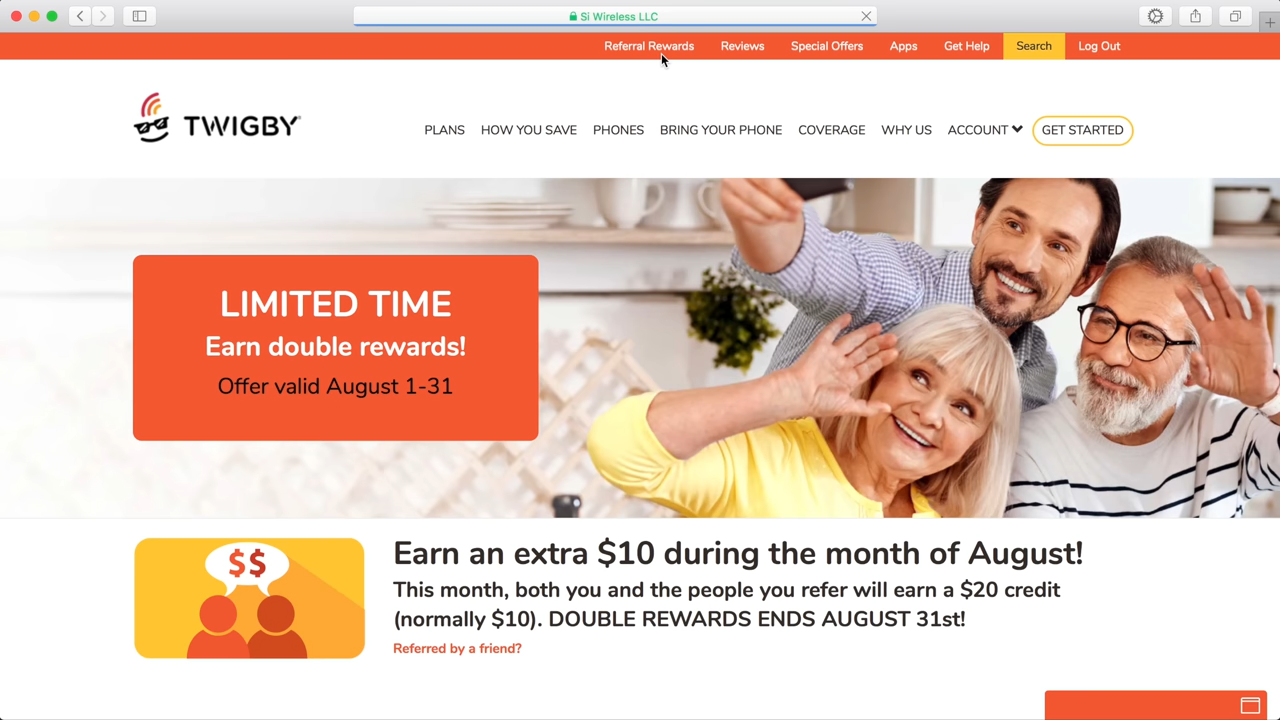 Si Wireless LLC
Referral Rewards Reviews Special Offers Apps Get Help Search Log Out
TWIGBY
PLANS HOW YOU SAVE PHONES BRING YOUR PHONE COVERAGE WHY US ACCOUNT GET STARTED
LIMITED TIME
Earn double rewards!
Offer valid August 1-31
$$
Earn an extra $10 during the month of August!
This month, both you and the people you refer will earn a $20 credit
(normally $10). DOUBLE REWARDS ENDS AUGUST 31st!
Referred by a friend?